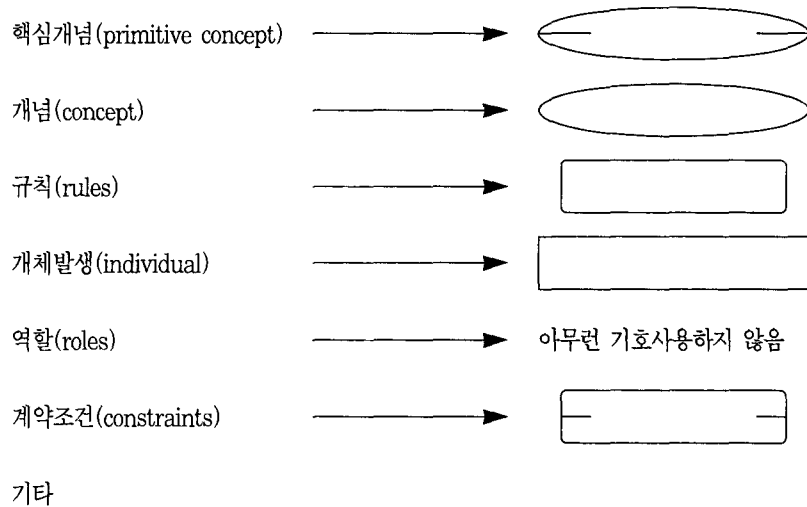 핵심개념(primitive concept)
개념(concept)
규칙(rules)
개체발생(individual)
역할(roles) 아무런 기호사용하지 않음
계약조건(constraints)
기타